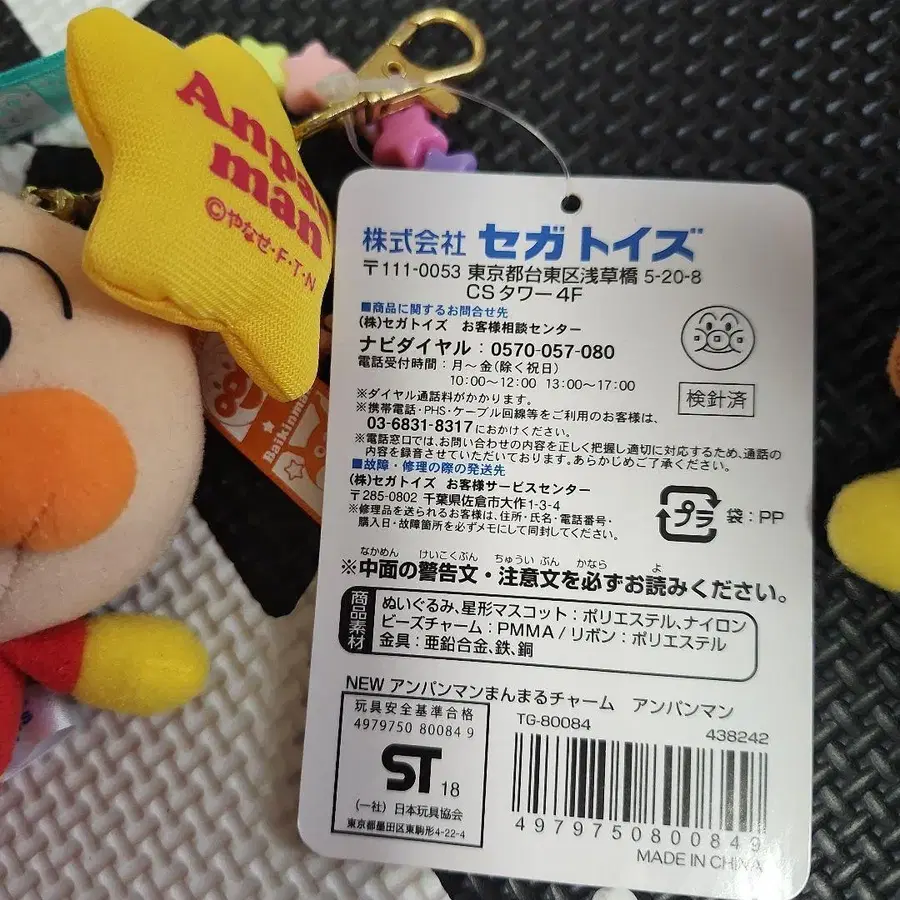 Anpan
man
©やなせ・F・T・N
Baikinman
株式会社 セガトイズ
〒111-0053 東京都台東区浅草橋 5-20-8
CSタワー4F
■商品に関するお問合せ先
(株)セガトイズ お客様相談センター
ナビダイヤル：0570-057-080
電話受付時間：月〜金(除く祝日)
10:00〜12:00 13:00〜17:00
※ダイヤル通話料がかかります。
※携帯電話・PHS・ケーブル回線等をご利用のお客様は、
03-6831-8317におかけください。
※電話窓口では、お問い合わせの内容を正しく把握し適切に対応するため、通話の
内容を録音させていただいております。あらかじめご了承ください。
■故障・修理の際の発送先
(株)セガトイズ お客様サービスセンター
〒285-0802 千葉県佐倉市大作1-3-4
※修理品を送られるお客様は、住所・氏名・電話番号・
購入日・故障箇所を必ずメモにして同封してください。
検針済
プラ 袋：PP
なかめん けいこくぶん ちゅういぶん かなら よ
※中面の警告文・注意文を必ずお読みください。
商品素材
ぬいぐるみ、星形マスコット：ポリエステル、ナイロン
ビーズチャーム：PMMA/リボン：ポリエステル
金具：亜鉛合金、鉄、銅
NEW アンパンマンまんまるチャーム アンパンマン
TG-80084 438242
玩具安全基準合格
4979750 80084 9
ST 18
(一社) 日本玩具協会
東京都墨田区東駒形4-22-4
4979750800849
MADE IN CHINA